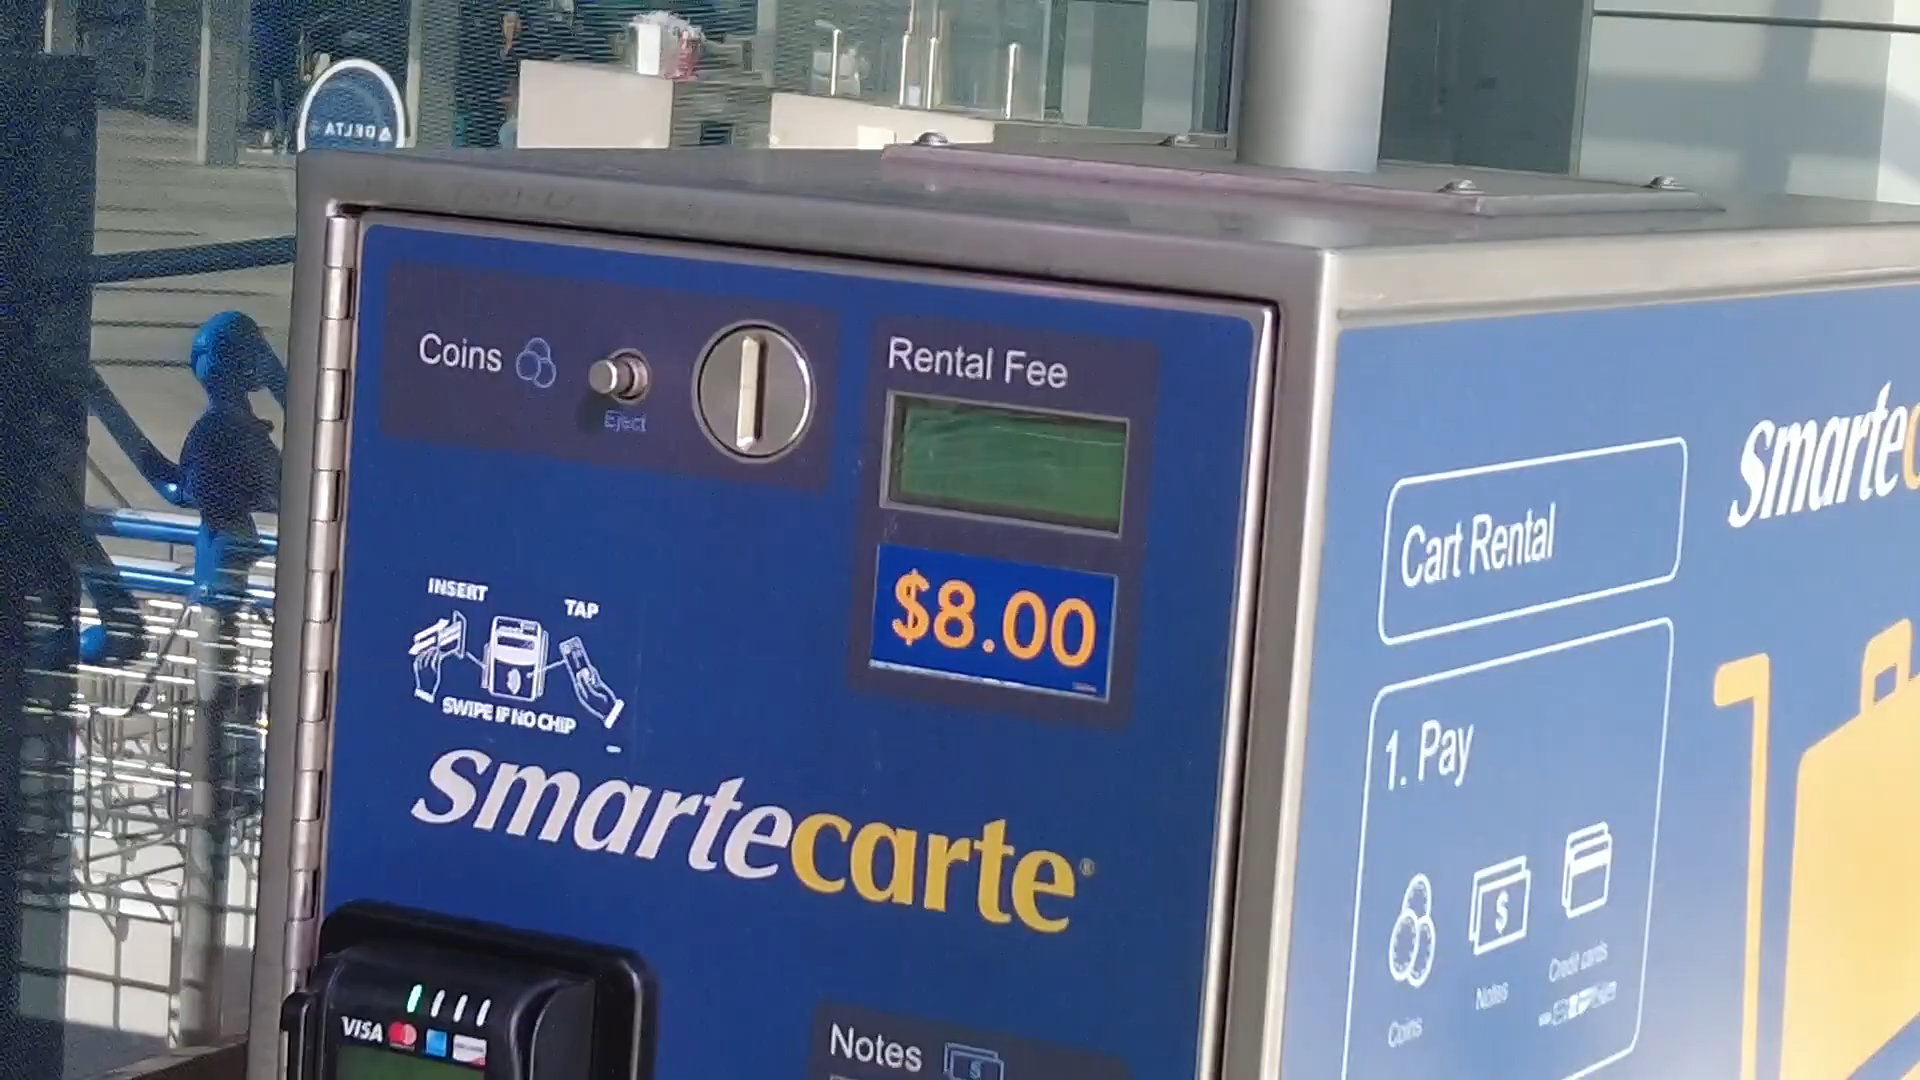 DELTA
Coins
Eject
Rental Fee
$8.00
INSERT
TAP
SWIPE IF NO CHIP
smartecarte®
VISA
Notes
Cart Rental
smartec
1. Pay
Coins
Notes
Credit cards